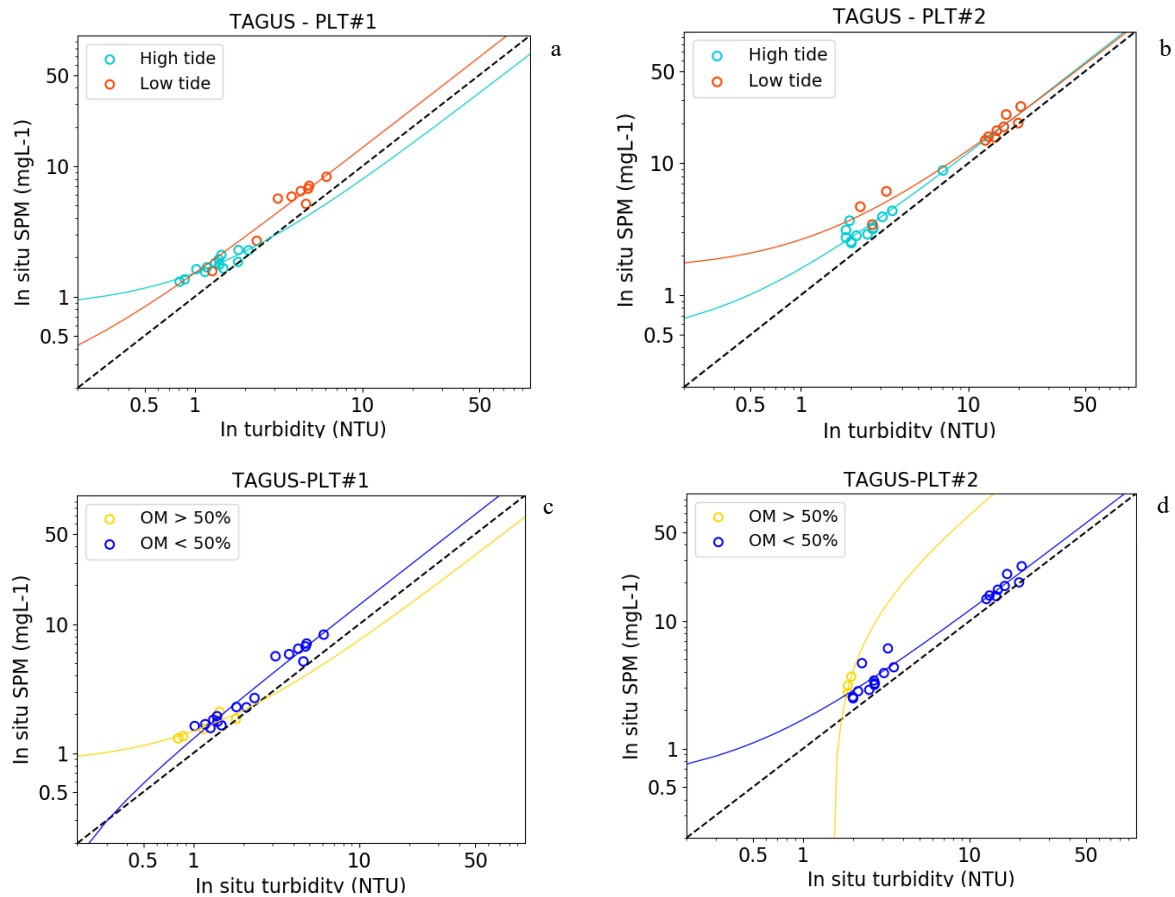 TAGUS - PLT#1
a
High tide
Low tide
In situ SPM (mgL-1)
50
10
1
0.5
0.5
1
10
50
In turbidity (NTU)
TAGUS - PLT#2
b
High tide
Low tide
In situ SPM (mgL-1)
50
10
1
0.5
0.5
1
10
50
In turbidity (NTU)
TAGUS-PLT#1
c
OM > 50%
OM < 50%
In situ SPM (mgL-1)
50
10
1
0.5
0.5
1
10
50
In situ turbidity (NTU)
TAGUS-PLT#2
d
OM > 50%
OM < 50%
In situ SPM (mgL-1)
50
10
1
0.5
0.5
1
10
50
In situ turbidity (NTU)